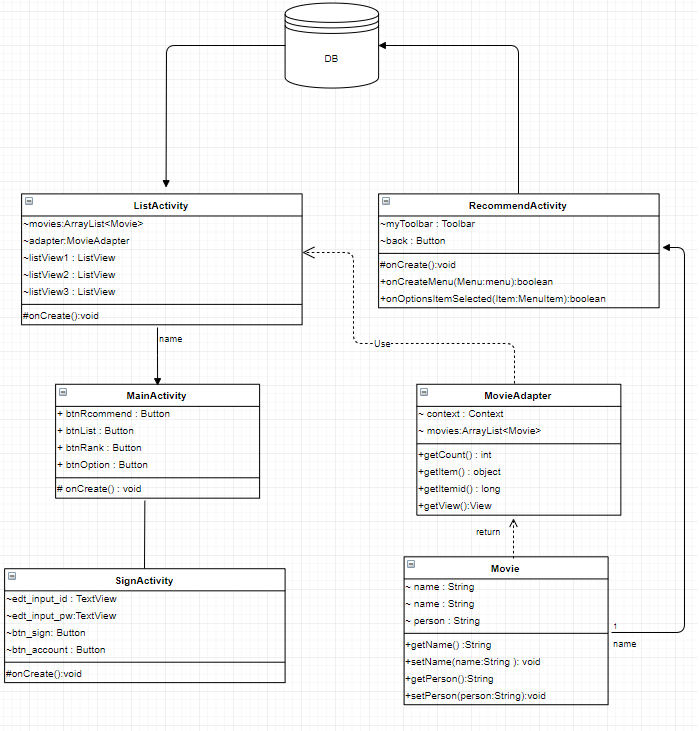 DB
ListActivity
~movies:ArrayList<Movie>
~adapter:MovieAdapter
~listView1 : ListView
~listView2 : ListView
~listView3 : ListView
#onCreate():void
RecommendActivity
~myToolbar : Toolbar
~back : Button
#onCreate():void
+onCreateMenu(Menu:menu):boolean
+onOptionsItemSelected(Item:MenuItem):boolean
name
Use
MainActivity
+ btnRcommend : Button
+ btnList : Button
+ btnRank : Button
+ btnOption : Button
# onCreate() : void
MovieAdapter
~ context : Context
~ movies:ArrayList<Movie>
+getCount() : int
+getItem() : object
+getItemid() : long
+getView():View
return
SignActivity
~edt_input_id : TextView
~edt_input_pw:TextView
~btn_sign: Button
~btn_account : Button
#onCreate():void
Movie
~ name : String
~ name : String
~ person : String
+getName() :String
+setName(name:String ): void
+getPerson():String
+setPerson(person:String):void
1
name